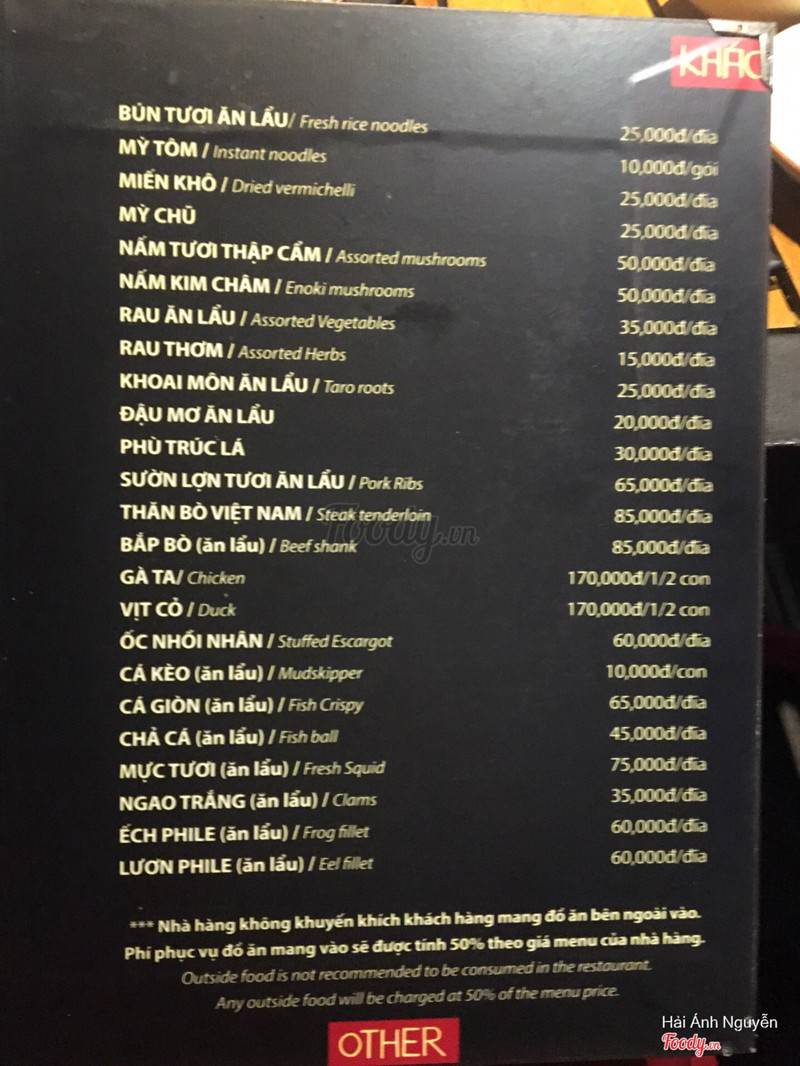 KHÁC
BÚN TƯƠI ĂN LẨU/ Fresh rice noodles 25,000đ/đĩa
MỲ TÔM / Instant noodles 10,000đ/gói
MIẾN KHÔ / Dried vermichelli 25,000đ/đĩa
MỲ CHŨ 25,000đ/đĩa
NẤM TƯƠI THẬP CẨM / Assorted mushrooms 50,000đ/đĩa
NẤM KIM CHÂM / Enoki mushrooms 50,000đ/đĩa
RAU ĂN LẨU / Assorted Vegetables 35,000đ/đĩa
RAU THƠM / Assorted Herbs 15,000đ/đĩa
KHOAI MÔN ĂN LẨU / Taro roots 25,000đ/đĩa
ĐẬU MƠ ĂN LẨU 20,000đ/đĩa
PHÙ TRÚC LÁ 30,000đ/đĩa
SƯỜN LỢN TƯƠI ĂN LẨU / Pork Ribs 65,000đ/đĩa
THĂN BÒ VIỆT NAM / Steak tenderloin 85,000đ/đĩa
BẮP BÒ (ăn lẩu) / Beef shank 85,000đ/đĩa
GÀ TA/ Chicken 170,000đ/1/2 con
VỊT CỎ / Duck 170,000đ/1/2 con
ỐC NHỒI NHÂN / Stuffed Escargot 60,000đ/đĩa
CÁ KÈO (ăn lẩu) / Mudskipper 10,000đ/con
CÁ GIÒN (ăn lẩu) / Fish Crispy 65,000đ/đĩa
CHẢ CÁ (ăn lẩu) / Fish ball 45,000đ/đĩa
MỰC TƯƠI (ăn lẩu) / Fresh Squid 75,000đ/đĩa
NGAO TRẮNG (ăn lẩu) / Clams 35,000đ/đĩa
ẾCH PHILE (ăn lẩu) / Frog fillet 60,000đ/đĩa
LƯƠN PHILE (ăn lẩu) / Eel fillet 60,000đ/đĩa
Foody.vn
*** Nhà hàng không khuyến khích khách hàng mang đồ ăn bên ngoài vào.
Phí phục vụ đồ ăn mang vào sẽ được tính 50% theo giá menu của nhà hàng.
Outside food is not recommended to be consumed in the restaurant.
Any outside food will be charged at 50% of the menu price.
OTHER
Hải Ánh Nguyễn
Foody.vn